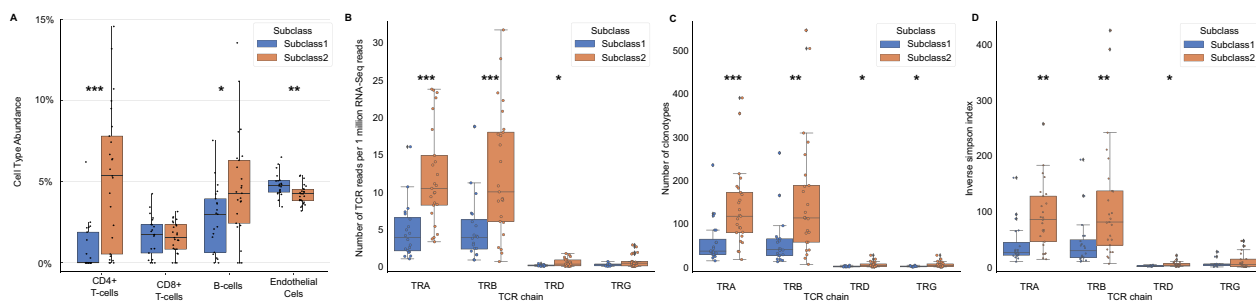 A
Cell Type Abundance
15%
10%
5%
0%
Subclass
Subclass1
Subclass2
***
*
**
CD4+
T-cells
CD8+
T-cells
B-cells
Endothelial
Cels
B
Number of TCR reads per 1 million RNA-Seq reads
30
25
20
15
10
5
0
Subclass
Subclass1
Subclass2
***
***
*
TRA
TRB
TRD
TRG
TCR chain
C
Number of clonotypes
500
400
300
200
100
0
Subclass
Subclass1
Subclass2
***
**
*
*
TRA
TRB
TRD
TRG
TCR chain
D
Inverse simpson index
400
300
200
100
0
Subclass
Subclass1
Subclass2
**
**
*
TRA
TRB
TRD
TRG
TCR chain